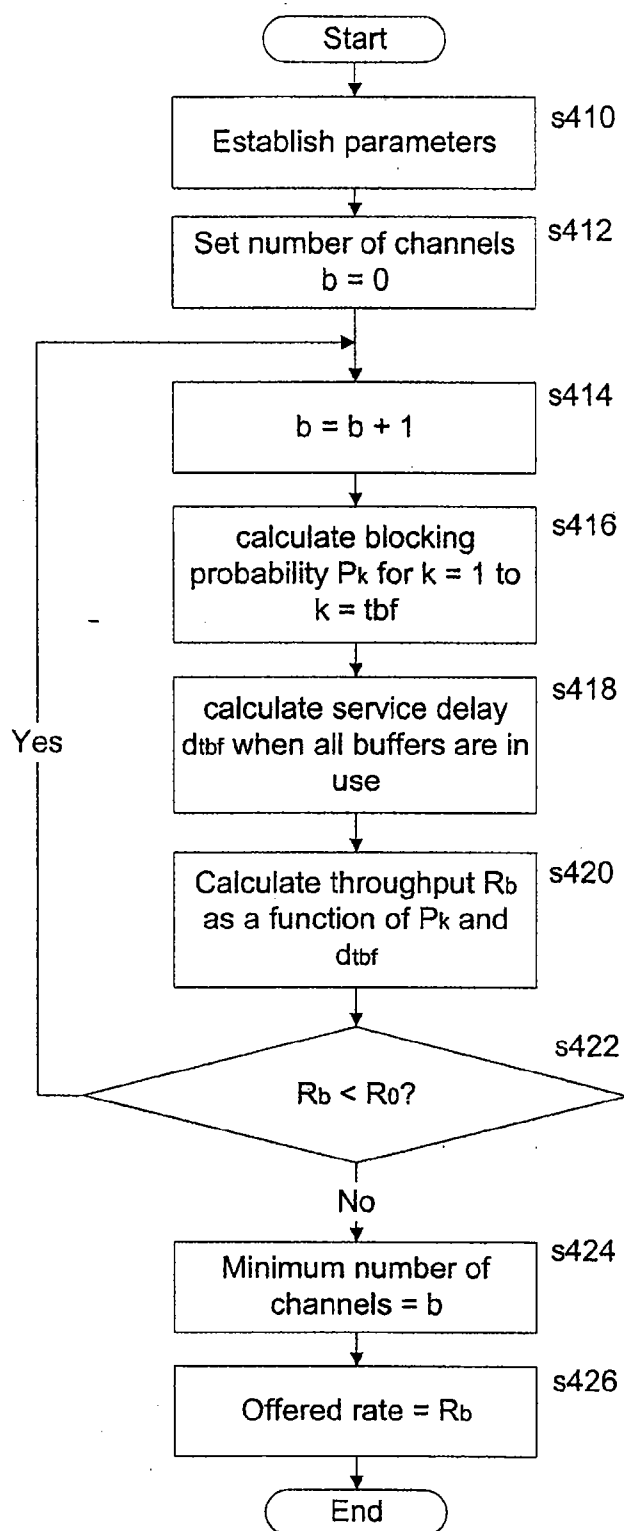 Start
s410
Establish parameters
s412
Set number of channels
b = 0
s414
b = b + 1
s416
calculate blocking
probability Pk for k = 1 to
k = tbf
s418
calculate service delay
dtbf when all buffers are in
use
Yes
s420
Calculate throughput Rb
as a function of Pk and
dtbf
s422
Rb < R0?
No
s424
Minimum number of
channels = b
s426
Offered rate = Rb
End